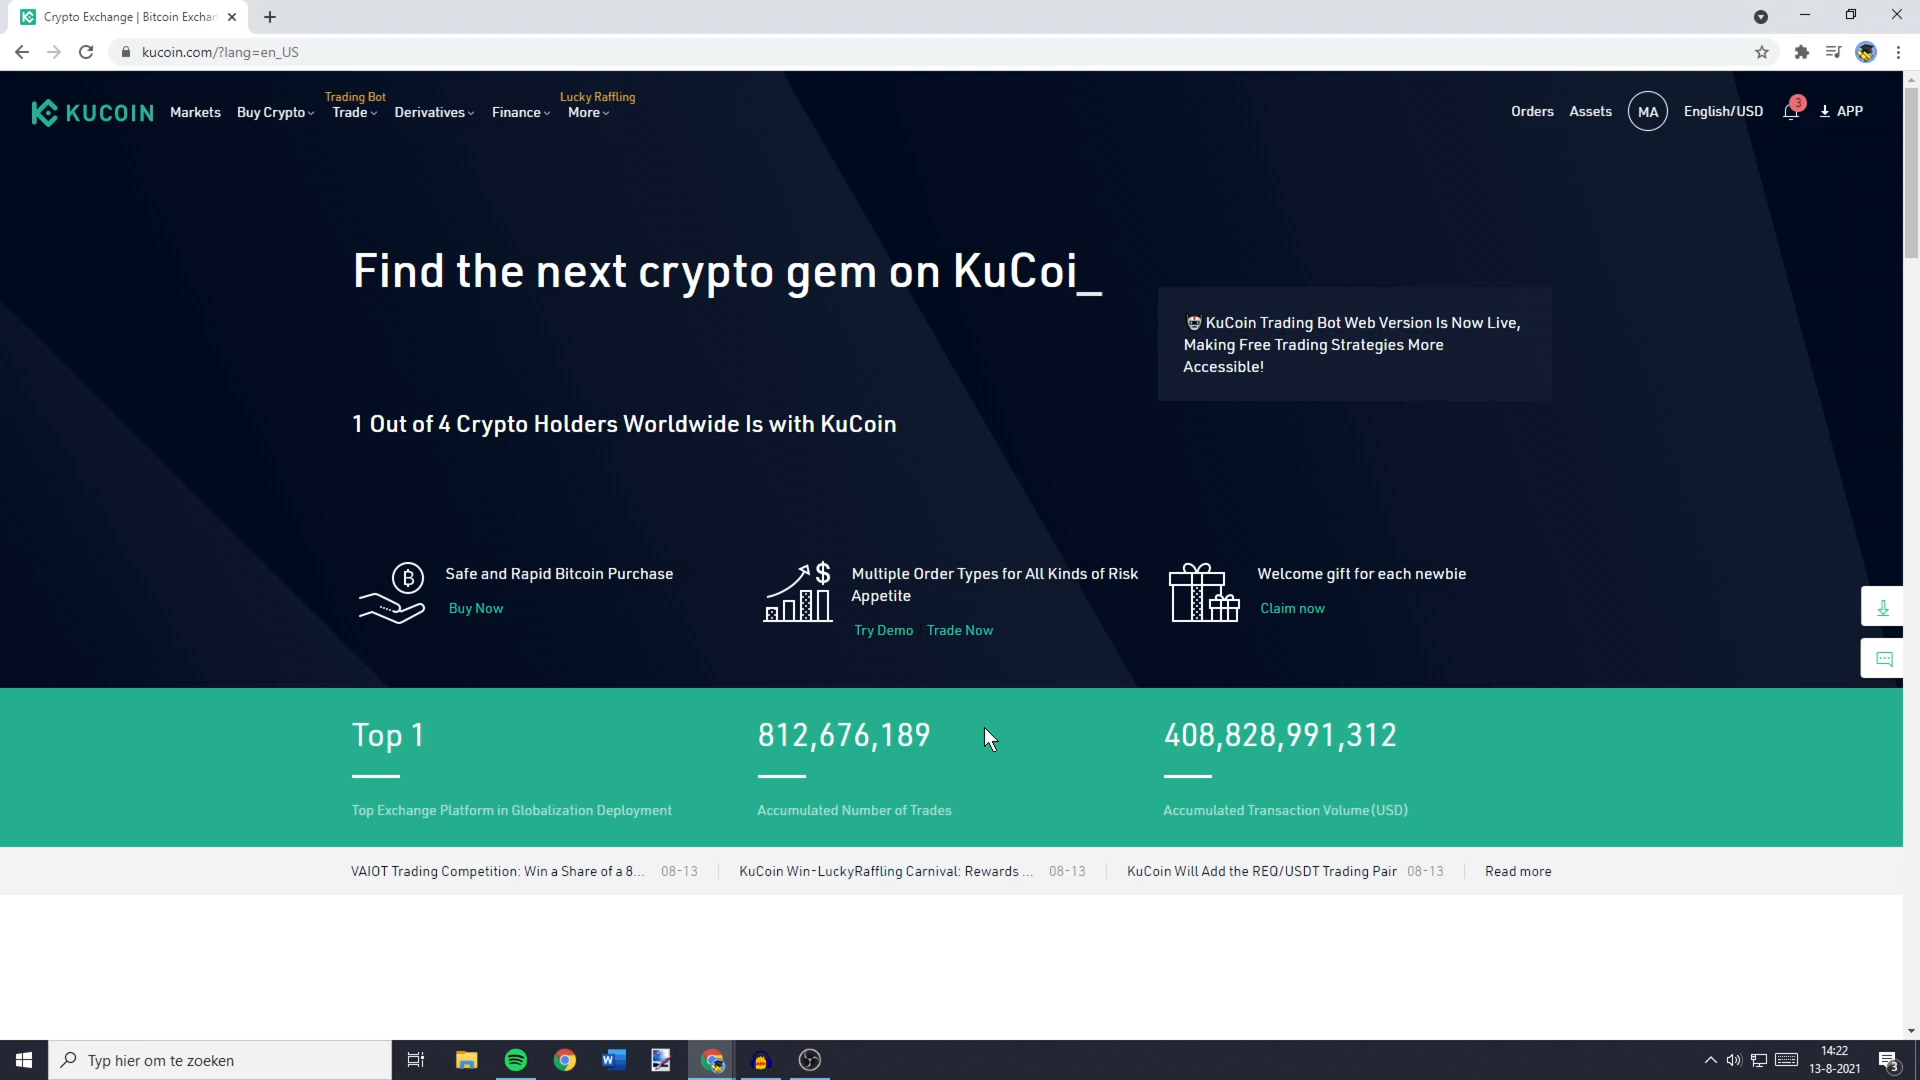 Crypto Exchange | Bitcoin Exchan
kucoin.com/?lang=en_US
KUCOIN
Markets
Buy Crypto
Trading Bot
Trade
Derivatives
Finance
Lucky Raffling
More
Orders
Assets
MA
English/USD
3
APP
Find the next crypto gem on KuCoi_
KuCoin Trading Bot Web Version Is Now Live,
Making Free Trading Strategies More
Accessible!
1 Out of 4 Crypto Holders Worldwide Is with KuCoin
Safe and Rapid Bitcoin Purchase
Buy Now
Multiple Order Types for All Kinds of Risk
Appetite
Try Demo
Trade Now
Welcome gift for each newbie
Claim now
Top 1
Top Exchange Platform in Globalization Deployment
812,676,189
Accumulated Number of Trades
408,828,991,312
Accumulated Transaction Volume(USD)
VAIOT Trading Competition: Win a Share of a 8... 08-13
KuCoin Win-LuckyRaffling Carnival: Rewards ... 08-13
KuCoin Will Add the REQ/USDT Trading Pair 08-13
Read more
Typ hier om te zoeken
14:22
13-8-2021
3